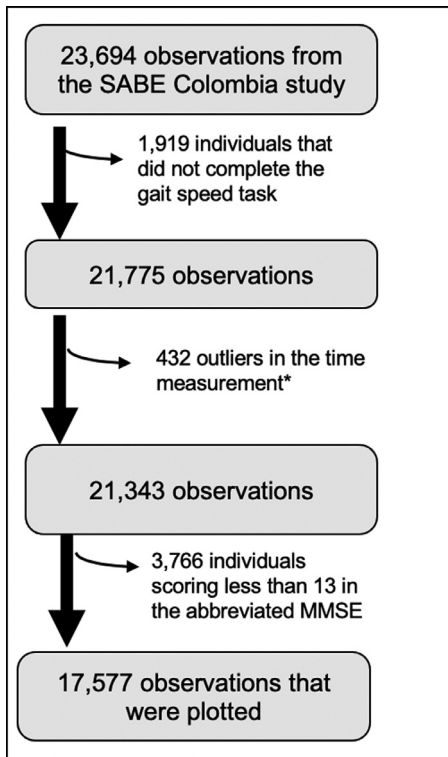 23,694 observations from
the SABE Colombia study
1,919 individuals that
did not complete the
gait speed task
21,775 observations
432 outliers in the time
measurement*
21,343 observations
3,766 individuals
scoring less than 13 in
the abbreviated MMSE
17,577 observations that
were plotted